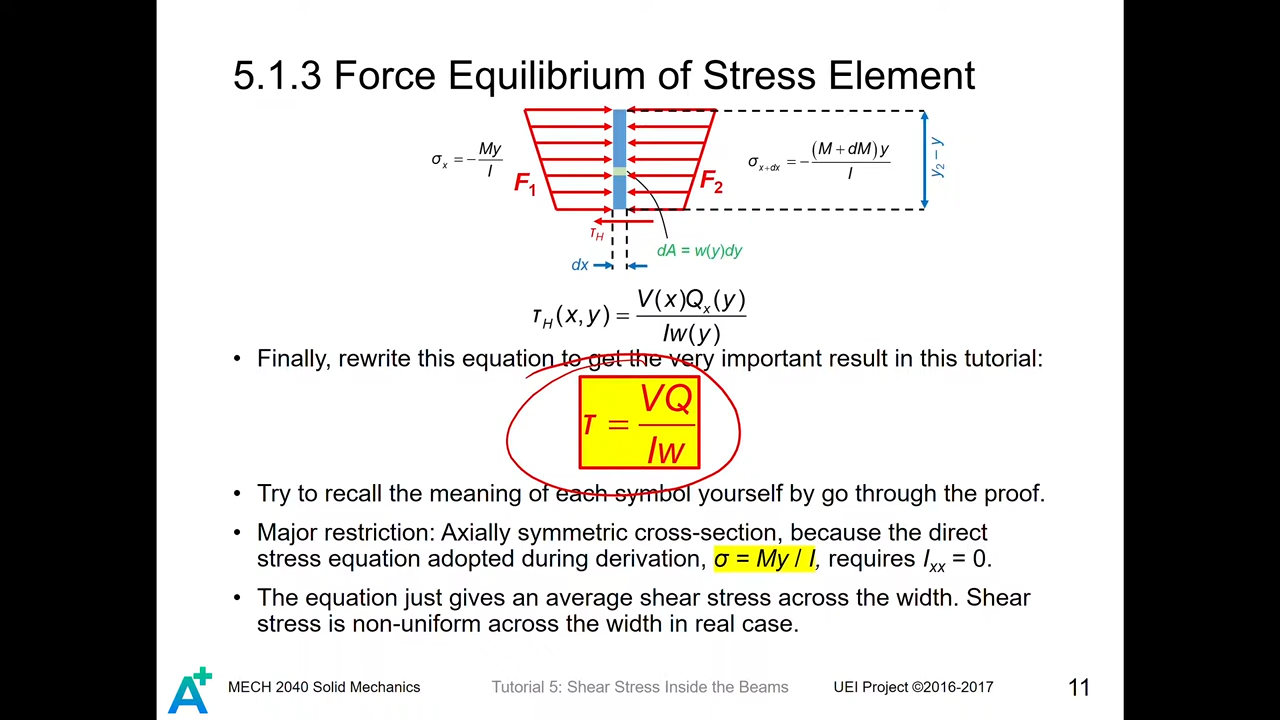 5.1.3 Force Equilibrium of Stress Element
σx = − My / I
F1
F2
σx+dx = − (M + dM) y / I
y2 − y
τH
dA = w(y)dy
dx
τH (x, y) = V(x)Qx(y) / Iw(y)
• Finally, rewrite this equation to get the very important result in this tutorial:
τ = VQ / Iw
• Try to recall the meaning of each symbol yourself by go through the proof.
• Major restriction: Axially symmetric cross-section, because the direct
stress equation adopted during derivation, σ = My / I, requires Ixx = 0.
• The equation just gives an average shear stress across the width. Shear
stress is non-uniform across the width in real case.
A+
MECH 2040 Solid Mechanics
Tutorial 5: Shear Stress Inside the Beams
UEI Project ©2016-2017
11